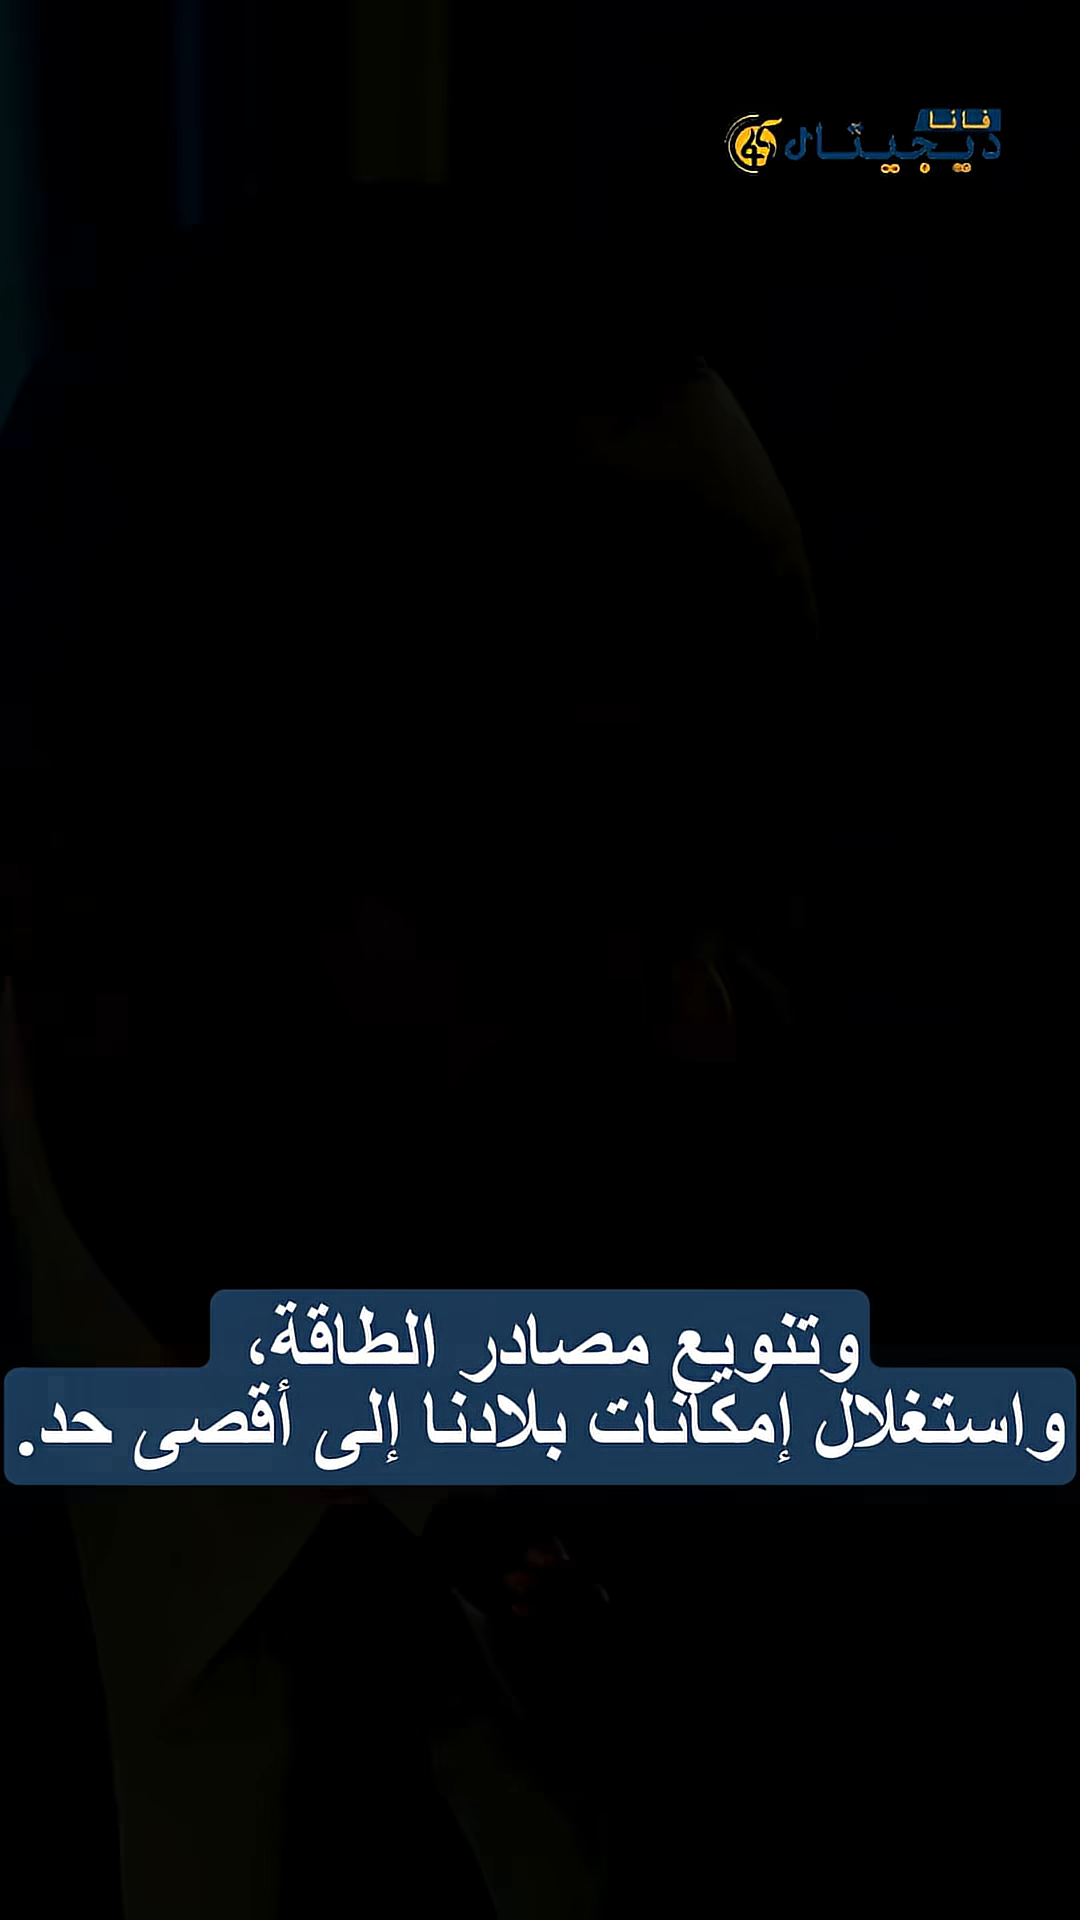 فانا
ديجيتال
وتنويع مصادر الطاقة،
واستغلال إمكانات بلادنا إلى أقصى حد.